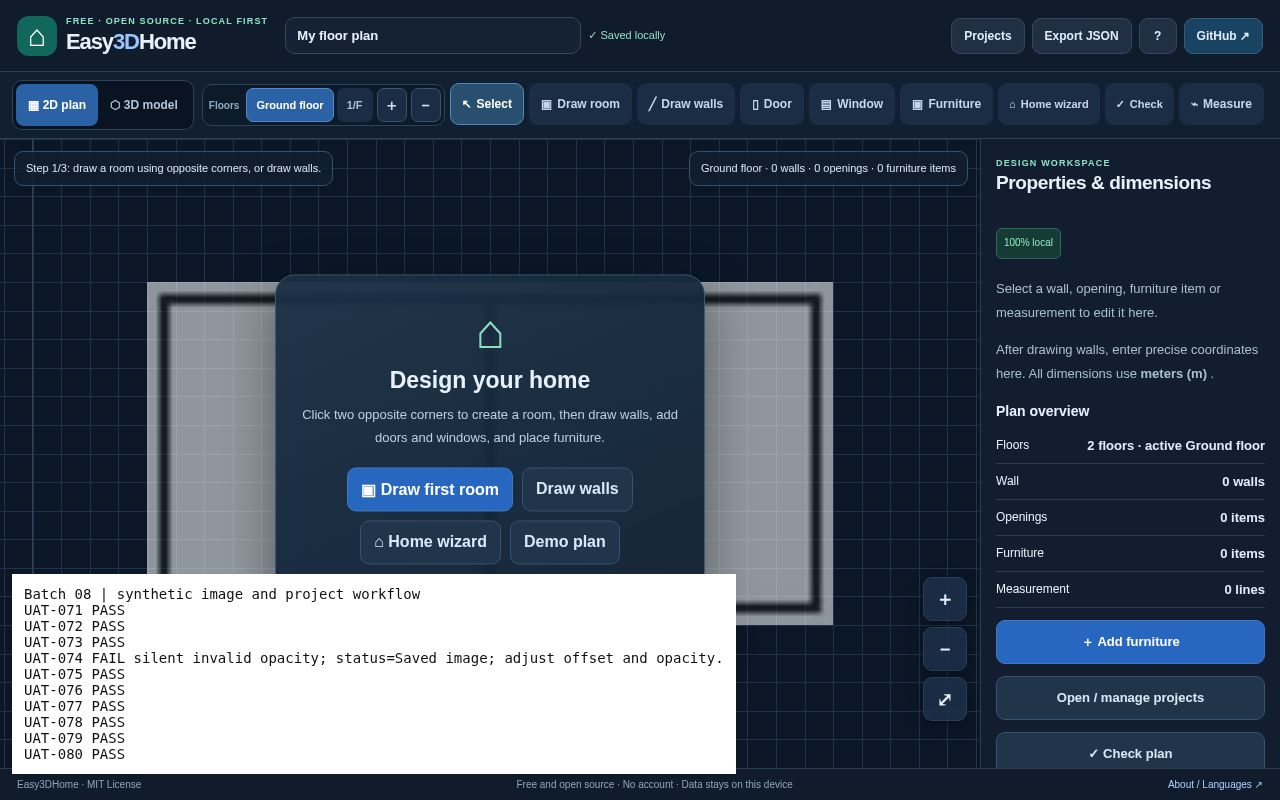 FREE · OPEN SOURCE · LOCAL FIRST
Easy3DHome
My floor plan
✓ Saved locally
Projects
Export JSON
?
GitHub ↗
2D plan
3D model
Floors
Ground floor
1/F
+
−
Select
Draw room
Draw walls
Door
Window
Furniture
Home wizard
✓ Check
Measure
Step 1/3: draw a room using opposite corners, or draw walls.
Ground floor · 0 walls · 0 openings · 0 furniture items
Design your home
Click two opposite corners to create a room, then draw walls, add
doors and windows, and place furniture.
Draw first room
Draw walls
Home wizard
Demo plan
Batch 08 | synthetic image and project workflow
UAT-071 PASS
UAT-072 PASS
UAT-073 PASS
UAT-074 FAIL silent invalid opacity; status=Saved image; adjust offset and opacity.
UAT-075 PASS
UAT-076 PASS
UAT-077 PASS
UAT-078 PASS
UAT-079 PASS
UAT-080 PASS
+
−
DESIGN WORKSPACE
Properties & dimensions
100% local
Select a wall, opening, furniture item or
measurement to edit it here.
After drawing walls, enter precise coordinates
here. All dimensions use meters (m) .
Plan overview
Floors 2 floors · active Ground floor
Wall 0 walls
Openings 0 items
Furniture 0 items
Measurement 0 lines
+ Add furniture
Open / manage projects
✓ Check plan
Easy3DHome · MIT License
Free and open source · No account · Data stays on this device
About / Languages ↗